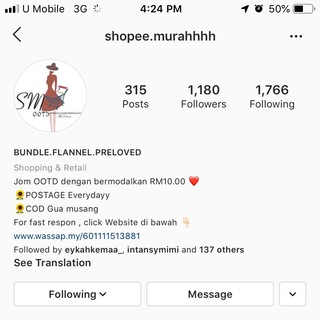 U Mobile 3G 4:24 PM 50%
shopee.murahhhh
SM
OOTD
315 1,180 1,766
Posts Followers Following
BUNDLE.FLANNEL.PRELOVED
Shopping & Retail
Jom OOTD dengan bermodalkan RM10.00 ❤️
🌻POSTAGE Everydayy
🌻COD Gua musang
For fast respon , click Website di bawah 👇🏻
www.wassap.my/601111513881
Followed by eykahkemaa_, intansymimi and 137 others
See Translation
Following Message